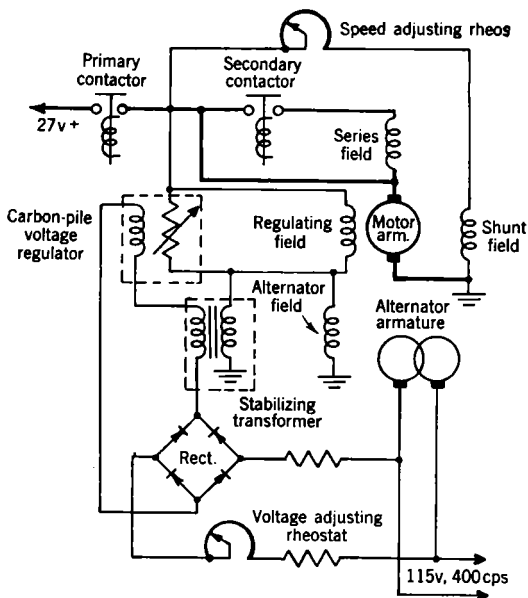 Speed adjusting rheos
Primary
contactor
Secondary
contactor
27v+
Series
field
Carbon-pile
voltage
regulator
Regulating
field
Motor
arm.
Shunt
field
Alternator
field
Alternator
armature
Stabilizing
transformer
Rect.
Voltage adjusting
rheostat
115v, 400cps